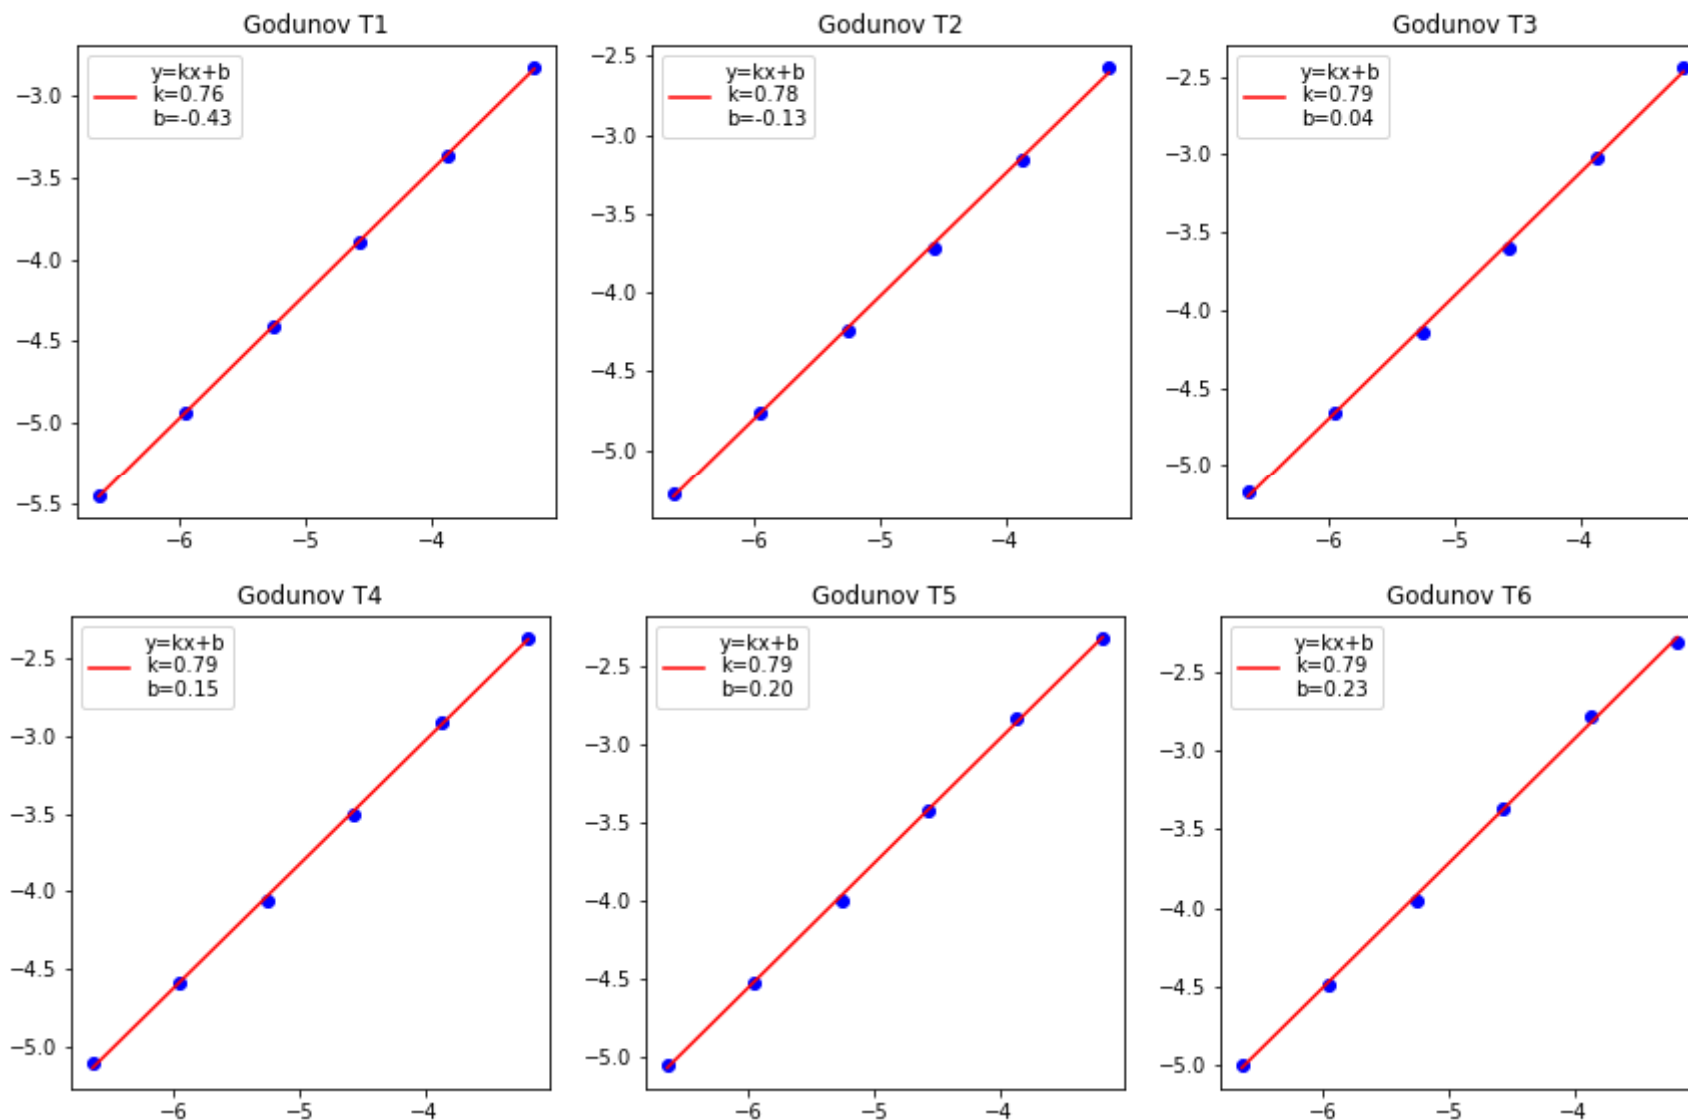 Godunov T1
y=kx+b
k=0.76
b=-0.43
−3.0
−3.5
−4.0
−4.5
−5.0
−5.5
−6
−5
−4
Godunov T2
y=kx+b
k=0.78
b=-0.13
−2.5
−3.0
−3.5
−4.0
−4.5
−5.0
−6
−5
−4
Godunov T3
y=kx+b
k=0.79
b=0.04
−2.5
−3.0
−3.5
−4.0
−4.5
−5.0
−6
−5
−4
Godunov T4
y=kx+b
k=0.79
b=0.15
−2.5
−3.0
−3.5
−4.0
−4.5
−5.0
−6
−5
−4
Godunov T5
y=kx+b
k=0.79
b=0.20
−2.5
−3.0
−3.5
−4.0
−4.5
−5.0
−6
−5
−4
Godunov T6
y=kx+b
k=0.79
b=0.23
−2.5
−3.0
−3.5
−4.0
−4.5
−5.0
−6
−5
−4